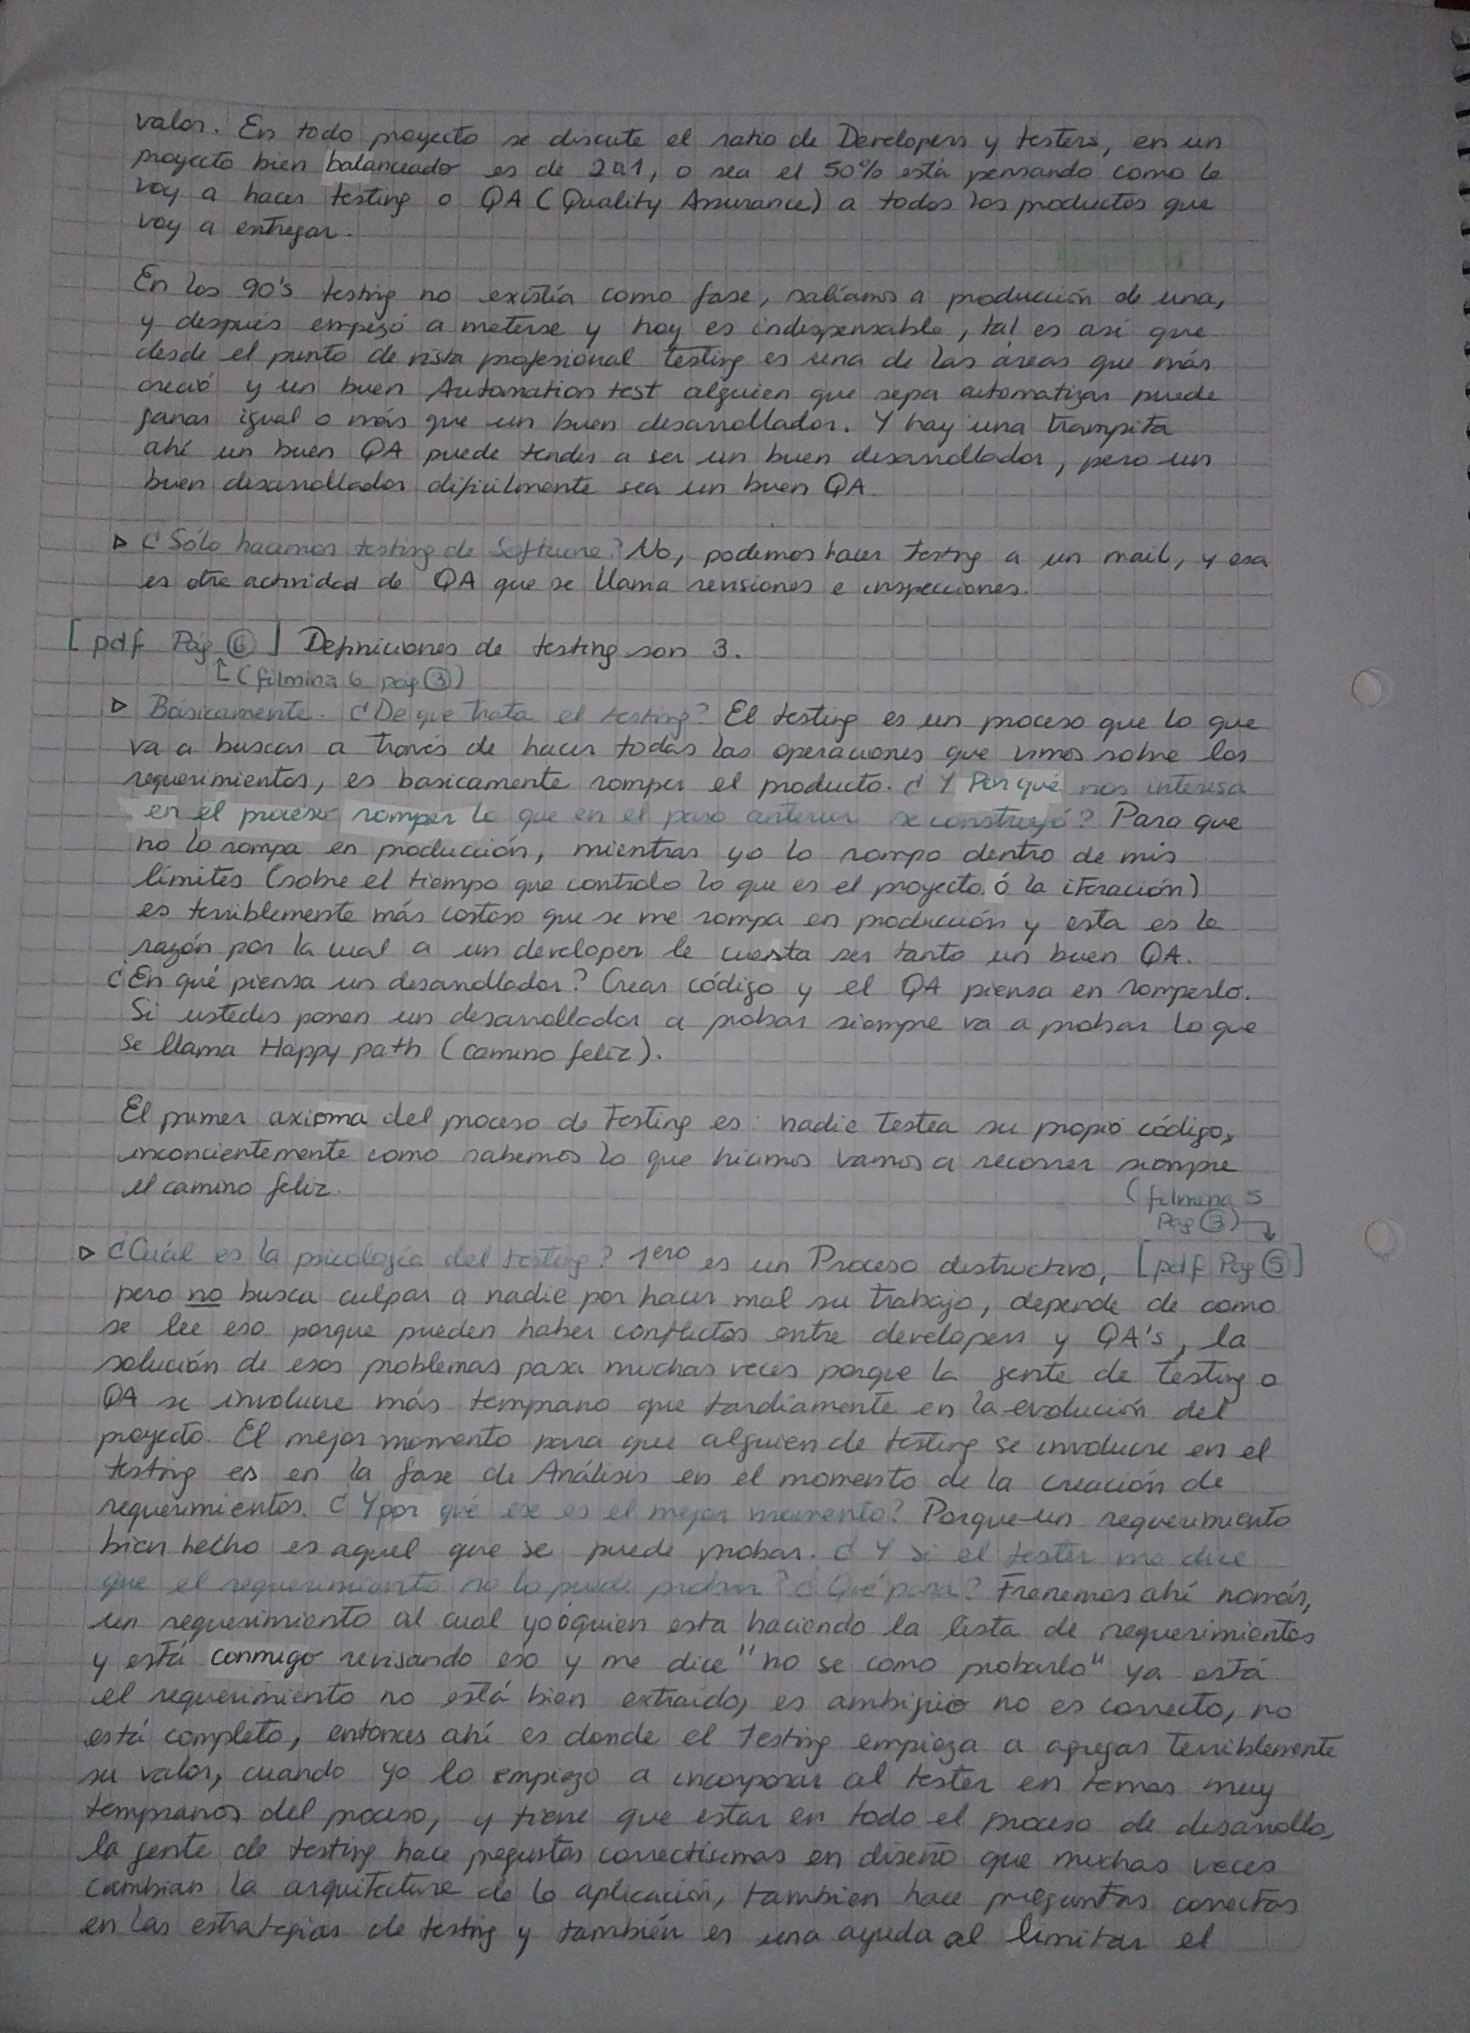 valor. En todo proyecto se discute el ratio de Developers y testers, en un
proyecto bien balanceado es de 2 a 1, o sea el 50% está pensando como le
voy a hacer testing o QA (Quality Assurance) a todos los productos que
voy a entregar.
En los 90's testing no existía como fase, salíamos a producción de una,
y después empezó a meterse y hoy es indispensable, tal es así que
desde el punto de vista profesional testing es una de las áreas que más
creció y un buen Automation test alguien que sepa automatizar puede
ganar igual o más que un buen desarrollador. Y hay una trampita
ahí un buen QA puede tender a ser un buen desarrollador, pero un
buen desarrollador dificilmente sea un buen QA.
▷ ¿Sólo hacemos testing de Software? No, podemos hacer testing a un mail, y esa
es otra actividad de QA que se llama revisiones e inspecciones.
[pdf Pág 6] Definiciones de testing son 3.
↑(filmina 6 pág 3)
▷ Básicamente. ¿De que trata el testing? El testing es un proceso que lo que
va a buscar a través de hacer todas las operaciones que vimos sobre los
requerimientos, es basicamente romper el producto. ¿Y Por qué nos interesa
en el proceso romper lo que en el paso anterior se construyó? Para que
no lo rompa en producción, mientras yo lo rompo dentro de mis
límites (sobre el tiempo que controlo lo que es el proyecto ó la iteración)
es terriblemente más costoso que se me rompa en producción y esta es la
razón por la cual a un developer le cuesta ser tanto un buen QA.
¿En qué piensa un desarrollador? Crear código y el QA piensa en romperlo.
Si ustedes ponen un desarrollador a probar siempre va a probar lo que
se llama Happy path (camino feliz).
El primer axioma del proceso de Testing es: nadie testea su propio código,
inconcientemente como sabemos lo que hicimos vamos a recorrer siempre
el camino feliz.
(filmina 5
Pág 3)
▷ ¿Cuál es la psicología del testing? 1ero es un Proceso destructivo, [pdf Pág 5]
pero no busca culpar a nadie por hacer mal su trabajo, depende de como
se lee eso porque pueden haber conflictos entre developers y QA's, la
solución de esos problemas pasa muchas veces porque la gente de testing o
QA se involucre más temprano que tardíamente en la evolución del
proyecto. El mejor momento para que alguien de testing se involucre en el
testing es en la fase de Análisis en el momento de la creación de
requerimientos. ¿Y por qué ese es el mejor momento? Porque un requerimiento
bien hecho es aquel que se puede probar. ¿Y si el tester me dice
que el requerimiento no lo puede probar? ¿Qué pasa? Frenemos ahí nomás,
un requerimiento al cual yo ó quien esta haciendo la lista de requerimientos
y está conmigo revisando eso y me dice "no se como probarlo" ya está
el requerimiento no está bien extraído, es ambiguo no es correcto, no
está completo, entonces ahí es donde el Testing empieza a agregar terriblemente
su valor, cuando yo lo empiezo a incorporar al tester en temas muy
tempranos del proceso, y tiene que estar en todo el proceso de desarrollo,
la gente de testing hace preguntas correctísimas en diseño que muchas veces
cambian la arquitectura de la aplicación, tambien hace preguntas correctas
en las estrategias de testing y también es una ayuda al limitar el